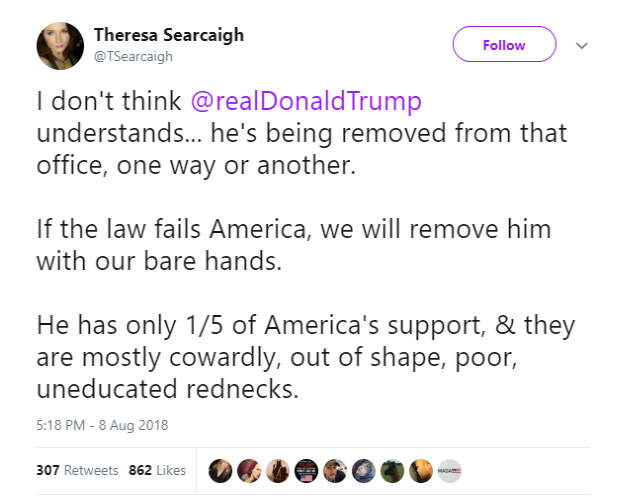 Theresa Searcaigh
@TSearcaigh
Follow
I don't think @realDonaldTrump
understands... he's being removed from that
office, one way or another.
If the law fails America, we will remove him
with our bare hands.
He has only 1/5 of America's support, & they
are mostly cowardly, out of shape, poor,
uneducated rednecks.
5:18 PM - 8 Aug 2018
307 Retweets 862 Likes